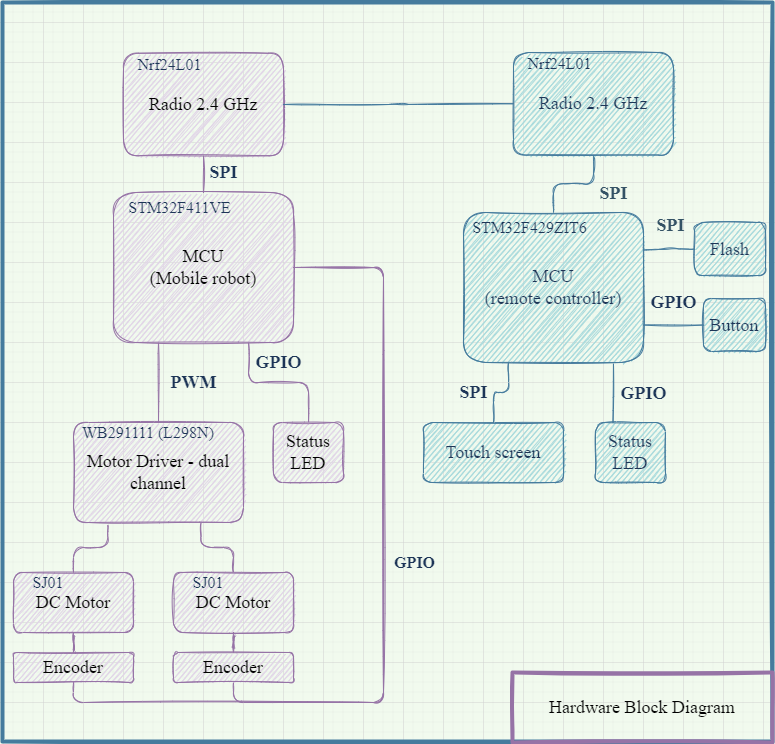 Nrf24L01
Radio 2.4 GHz
Nrf24L01
Radio 2.4 GHz
SPI
SPI
STM32F411VE
MCU
(Mobile robot)
STM32F429ZIT6
MCU
(remote controller)
SPI
Flash
GPIO
Button
PWM
GPIO
SPI
GPIO
WB291111 (L298N)
Motor Driver - dual
channel
Status
LED
Touch screen
Status
LED
GPIO
SJ01
DC Motor
SJ01
DC Motor
Encoder
Encoder
Hardware Block Diagram